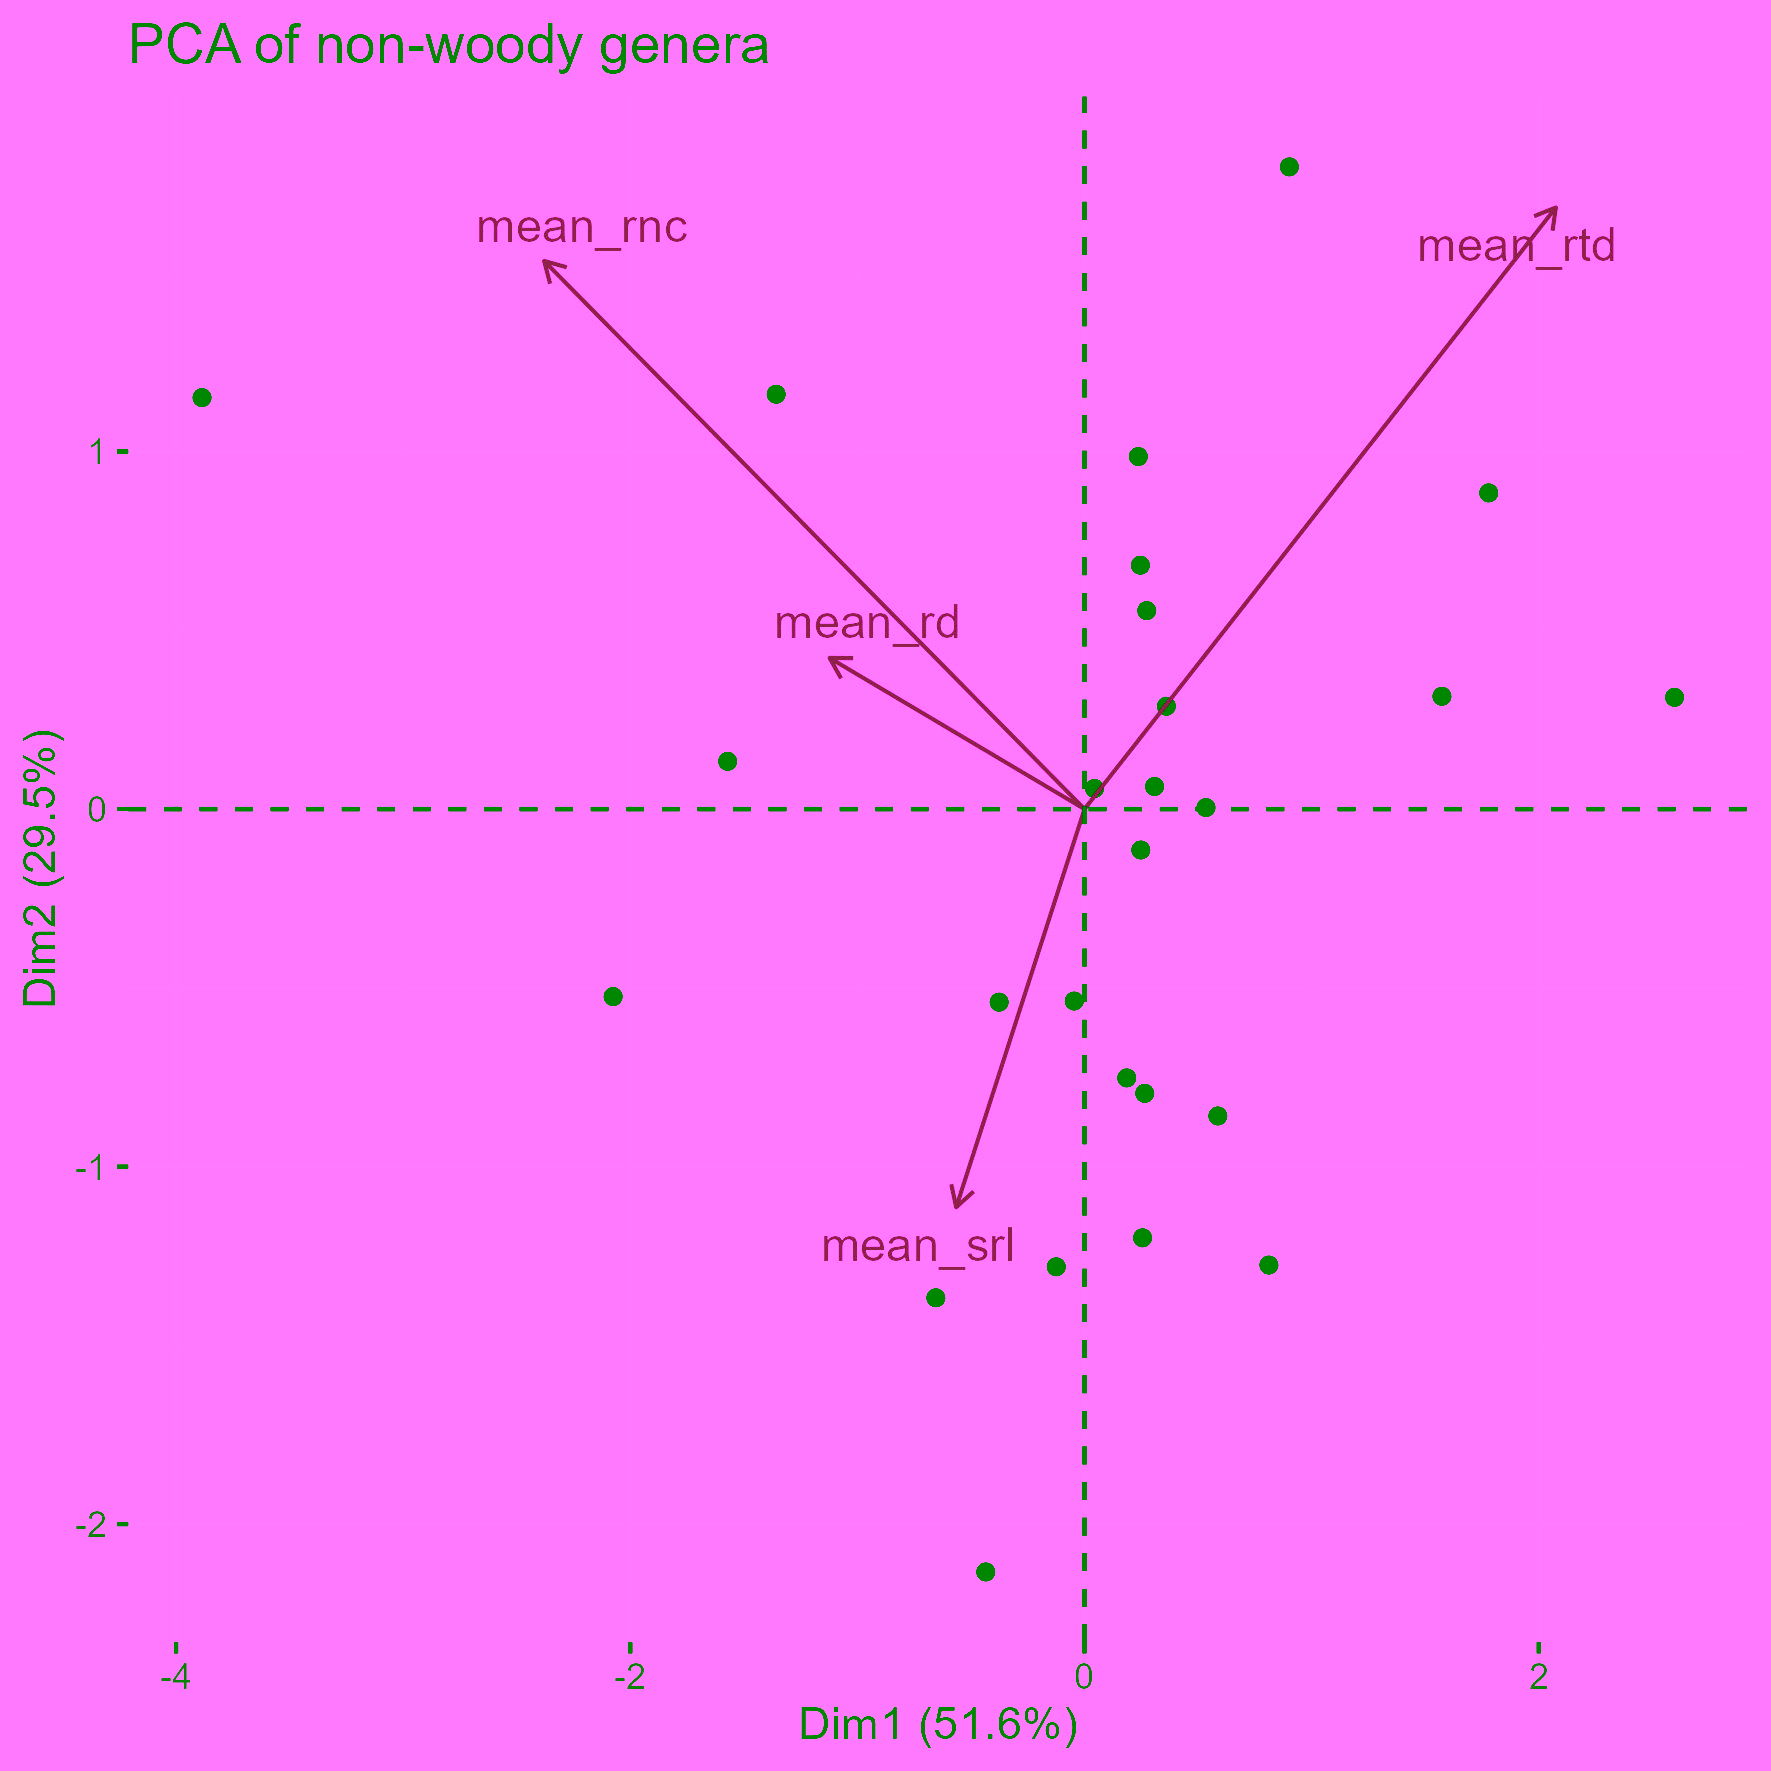 PCA of non-woody genera
mean_rnc
mean_rtd
mean_rd
mean_srl
Dim2 (29.5%)
1
0
-1
-2
-4
-2
0
2
Dim1 (51.6%)